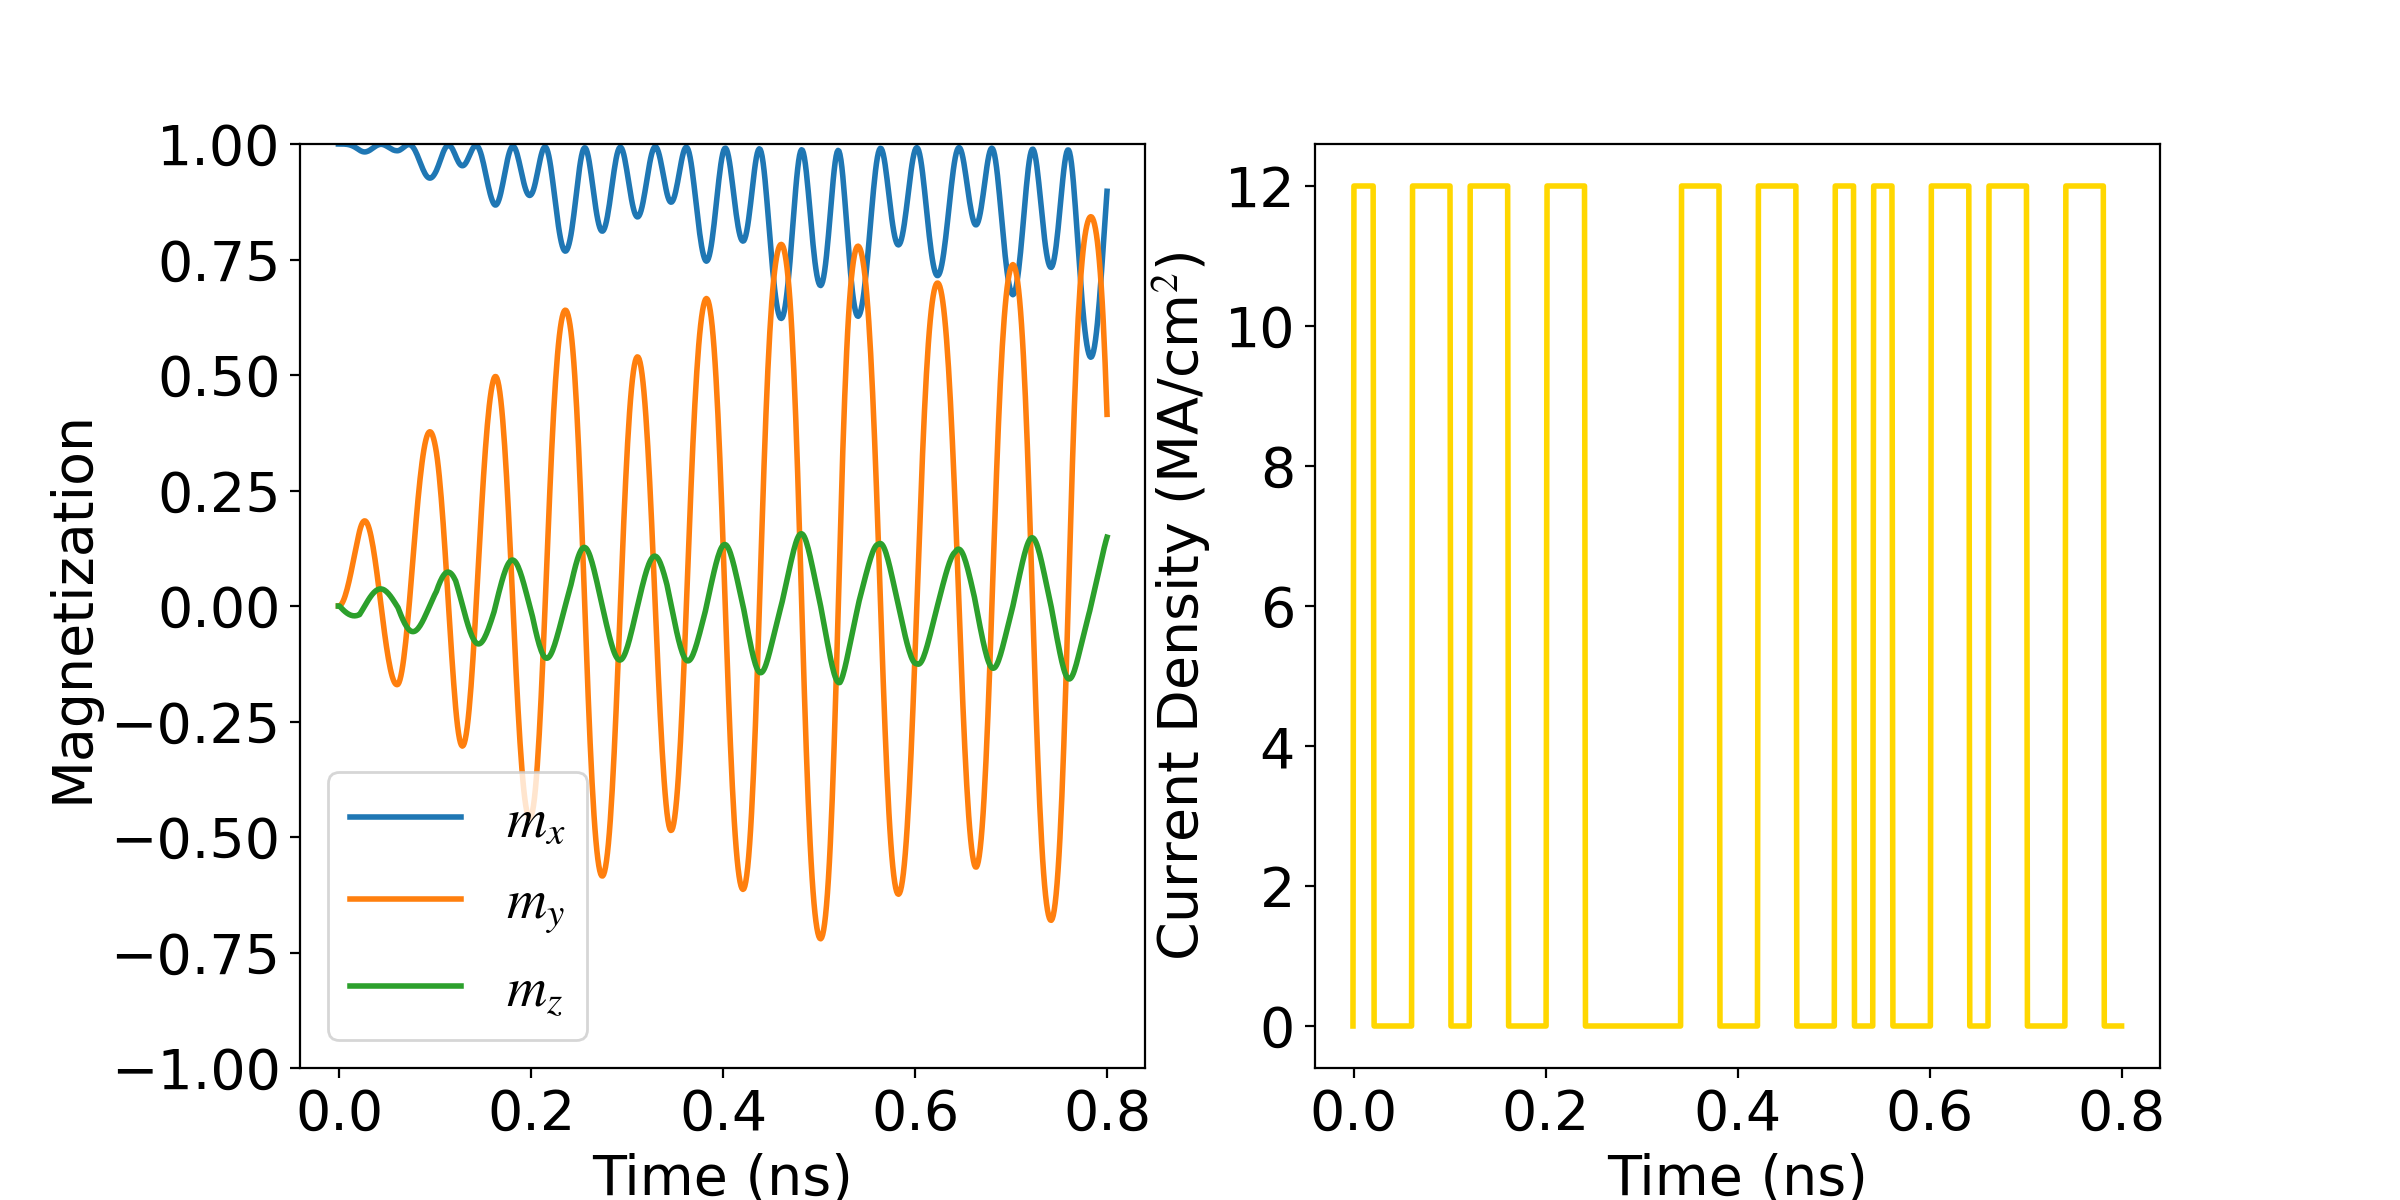 Magnetization
1.00
0.75
0.50
0.25
0.00
−0.25
−0.50
−0.75
−1.00
0.0 0.2 0.4 0.6 0.8
Time (ns)
m_x
m_y
m_z
Current Density (MA/cm²)
12
10
8
6
4
2
0
0.0 0.2 0.4 0.6 0.8
Time (ns)